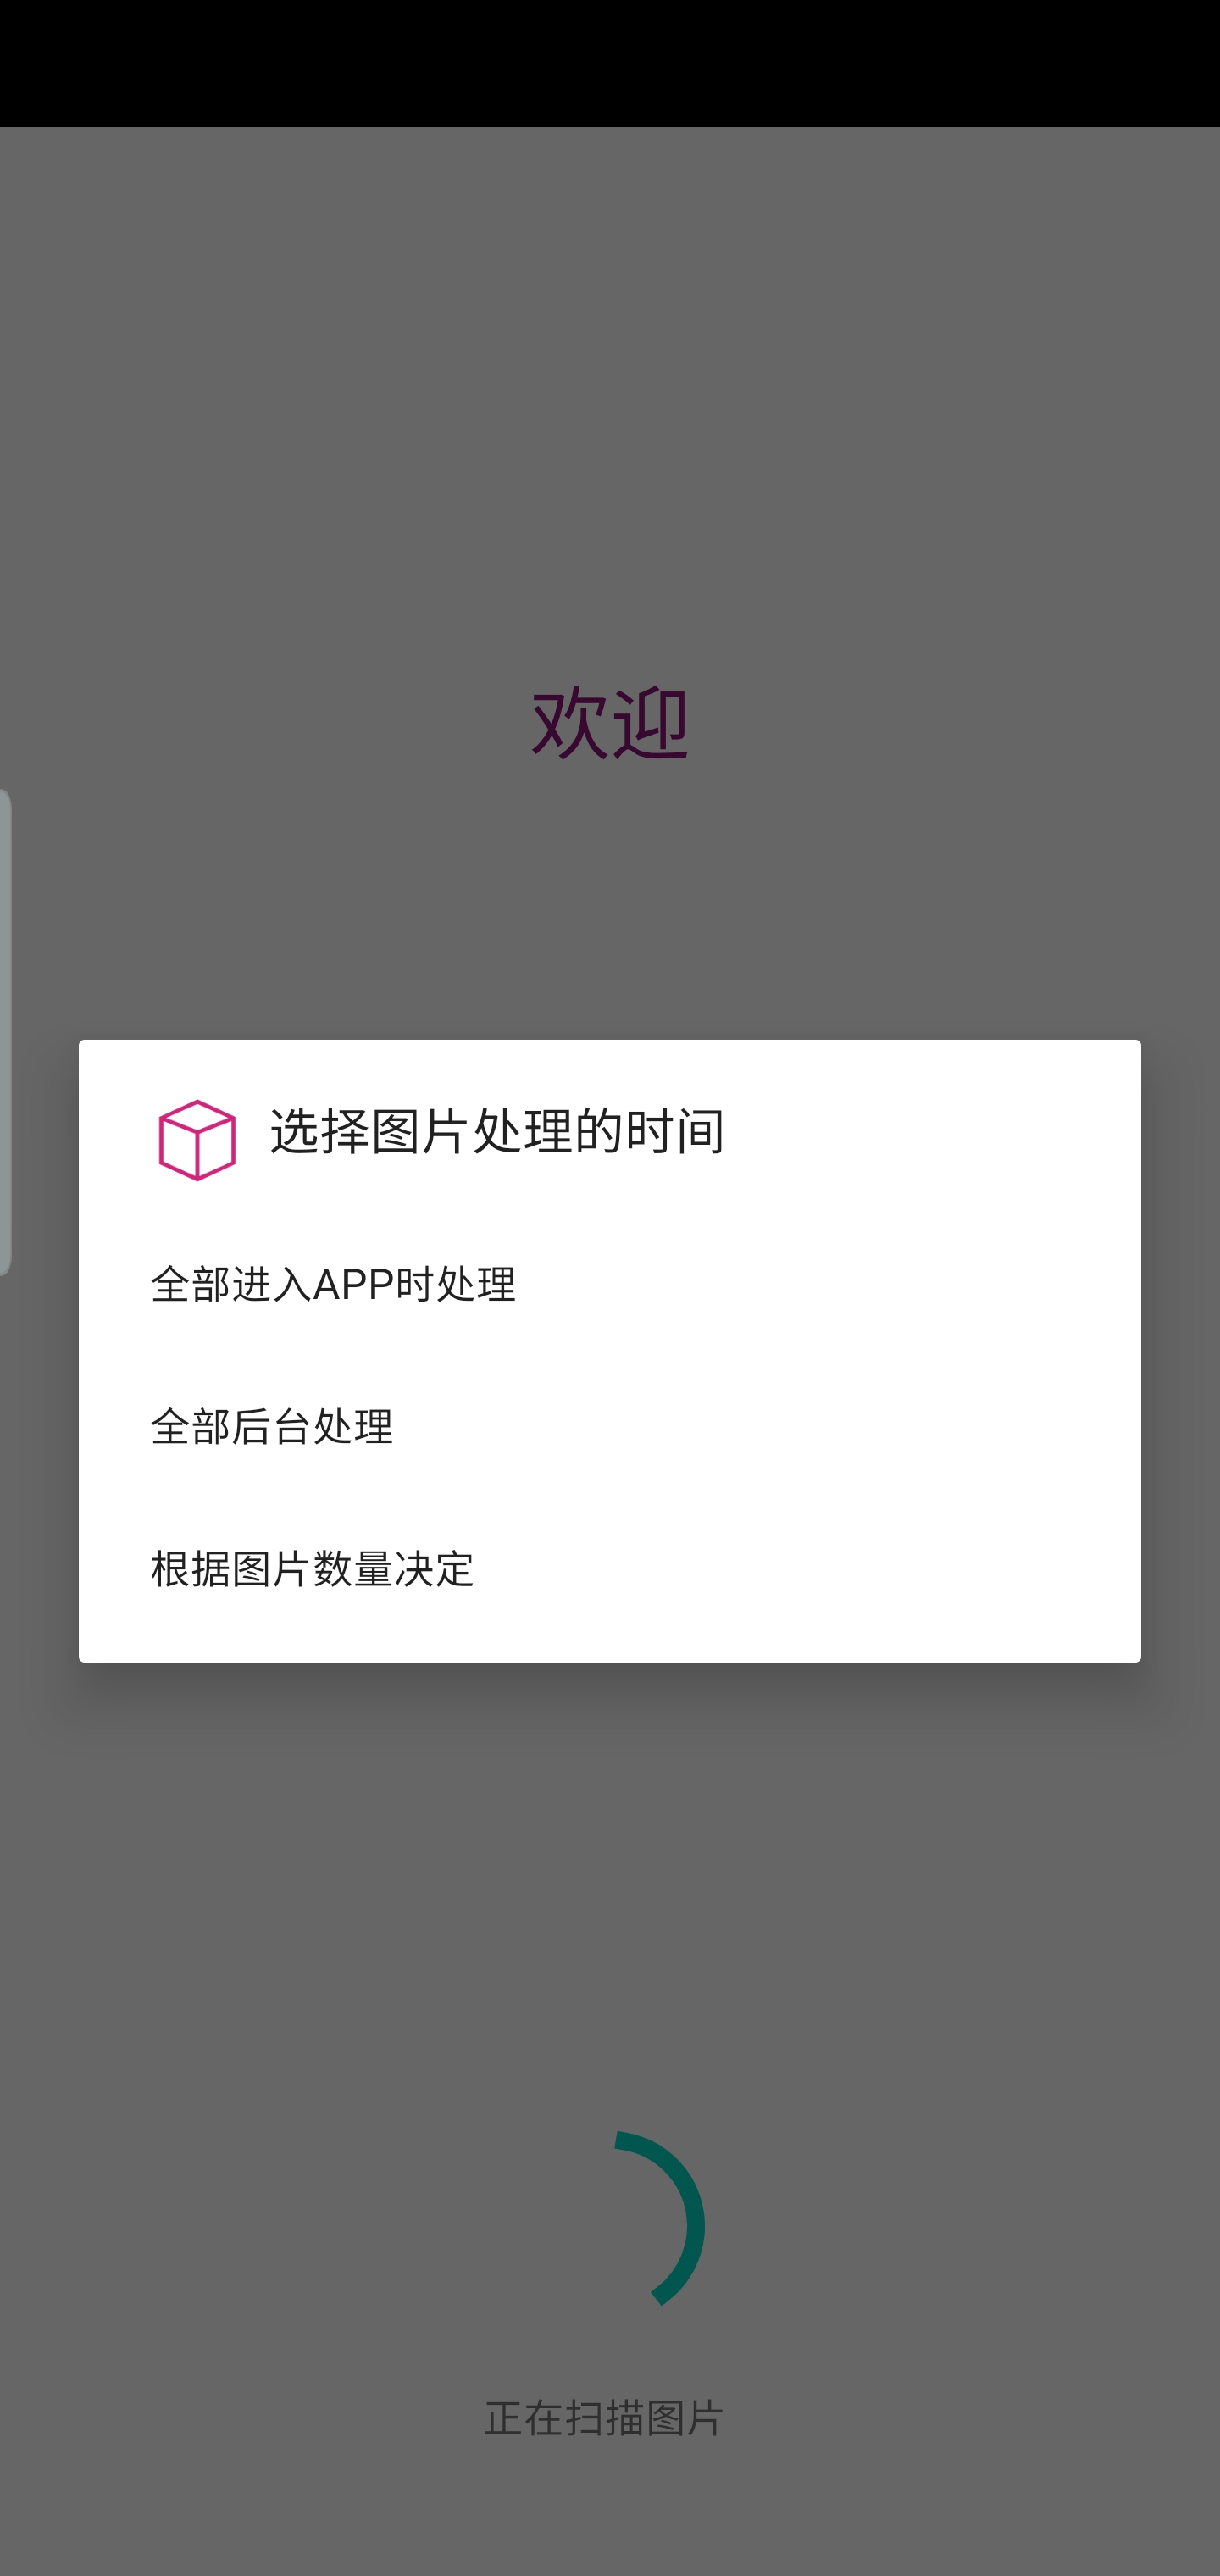 欢迎
选择图片处理的时间
全部进入APP时处理
全部后台处理
根据图片数量决定
正在扫描图片